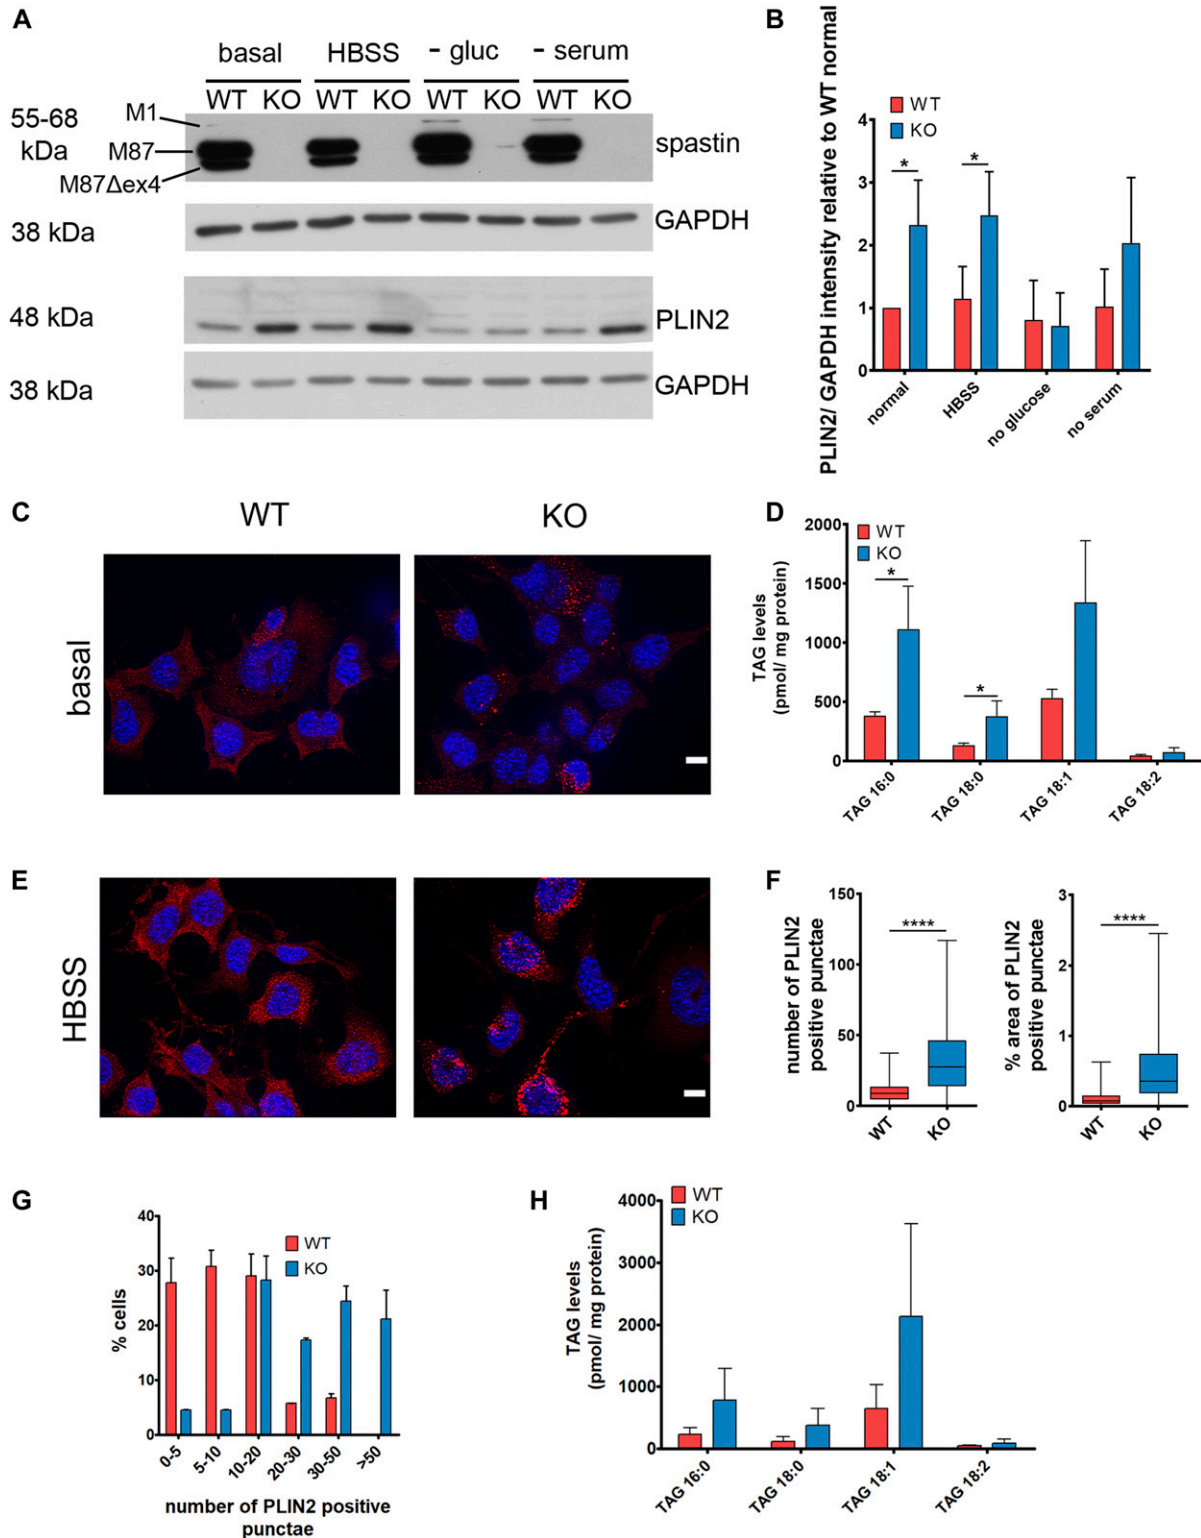 A
basal HBSS - gluc - serum
WT KO WT KO WT KO WT KO
55-68
kDa
M1
M87
M87Δex4
spastin
38 kDa
GAPDH
48 kDa
PLIN2
38 kDa
GAPDH
B
PLIN2/ GAPDH intensity relative to WT normal
WT
KO
4
3
2
1
0
* *
normal HBSS no glucose no serum
C
WT KO
basal
D
TAG levels
(pmol/ mg protein)
WT
KO
2000
1500
1000
500
0
*
*
TAG 16:0 TAG 18:0 TAG 18:1 TAG 18:2
E
HBSS
F
number of PLIN2
positive punctae
150
100
50
0
****
WT KO
% area of PLIN2
positive punctae
3
2
1
0
****
WT KO
G
% cells
40
30
20
10
0
WT
KO
0-5 5-10 10-20 20-30 30-50 >50
number of PLIN2 positive
punctae
H
TAG levels
(pmol/ mg protein)
4000
3000
2000
1000
0
WT
KO
TAG 16:0 TAG 18:0 TAG 18:1 TAG 18:2